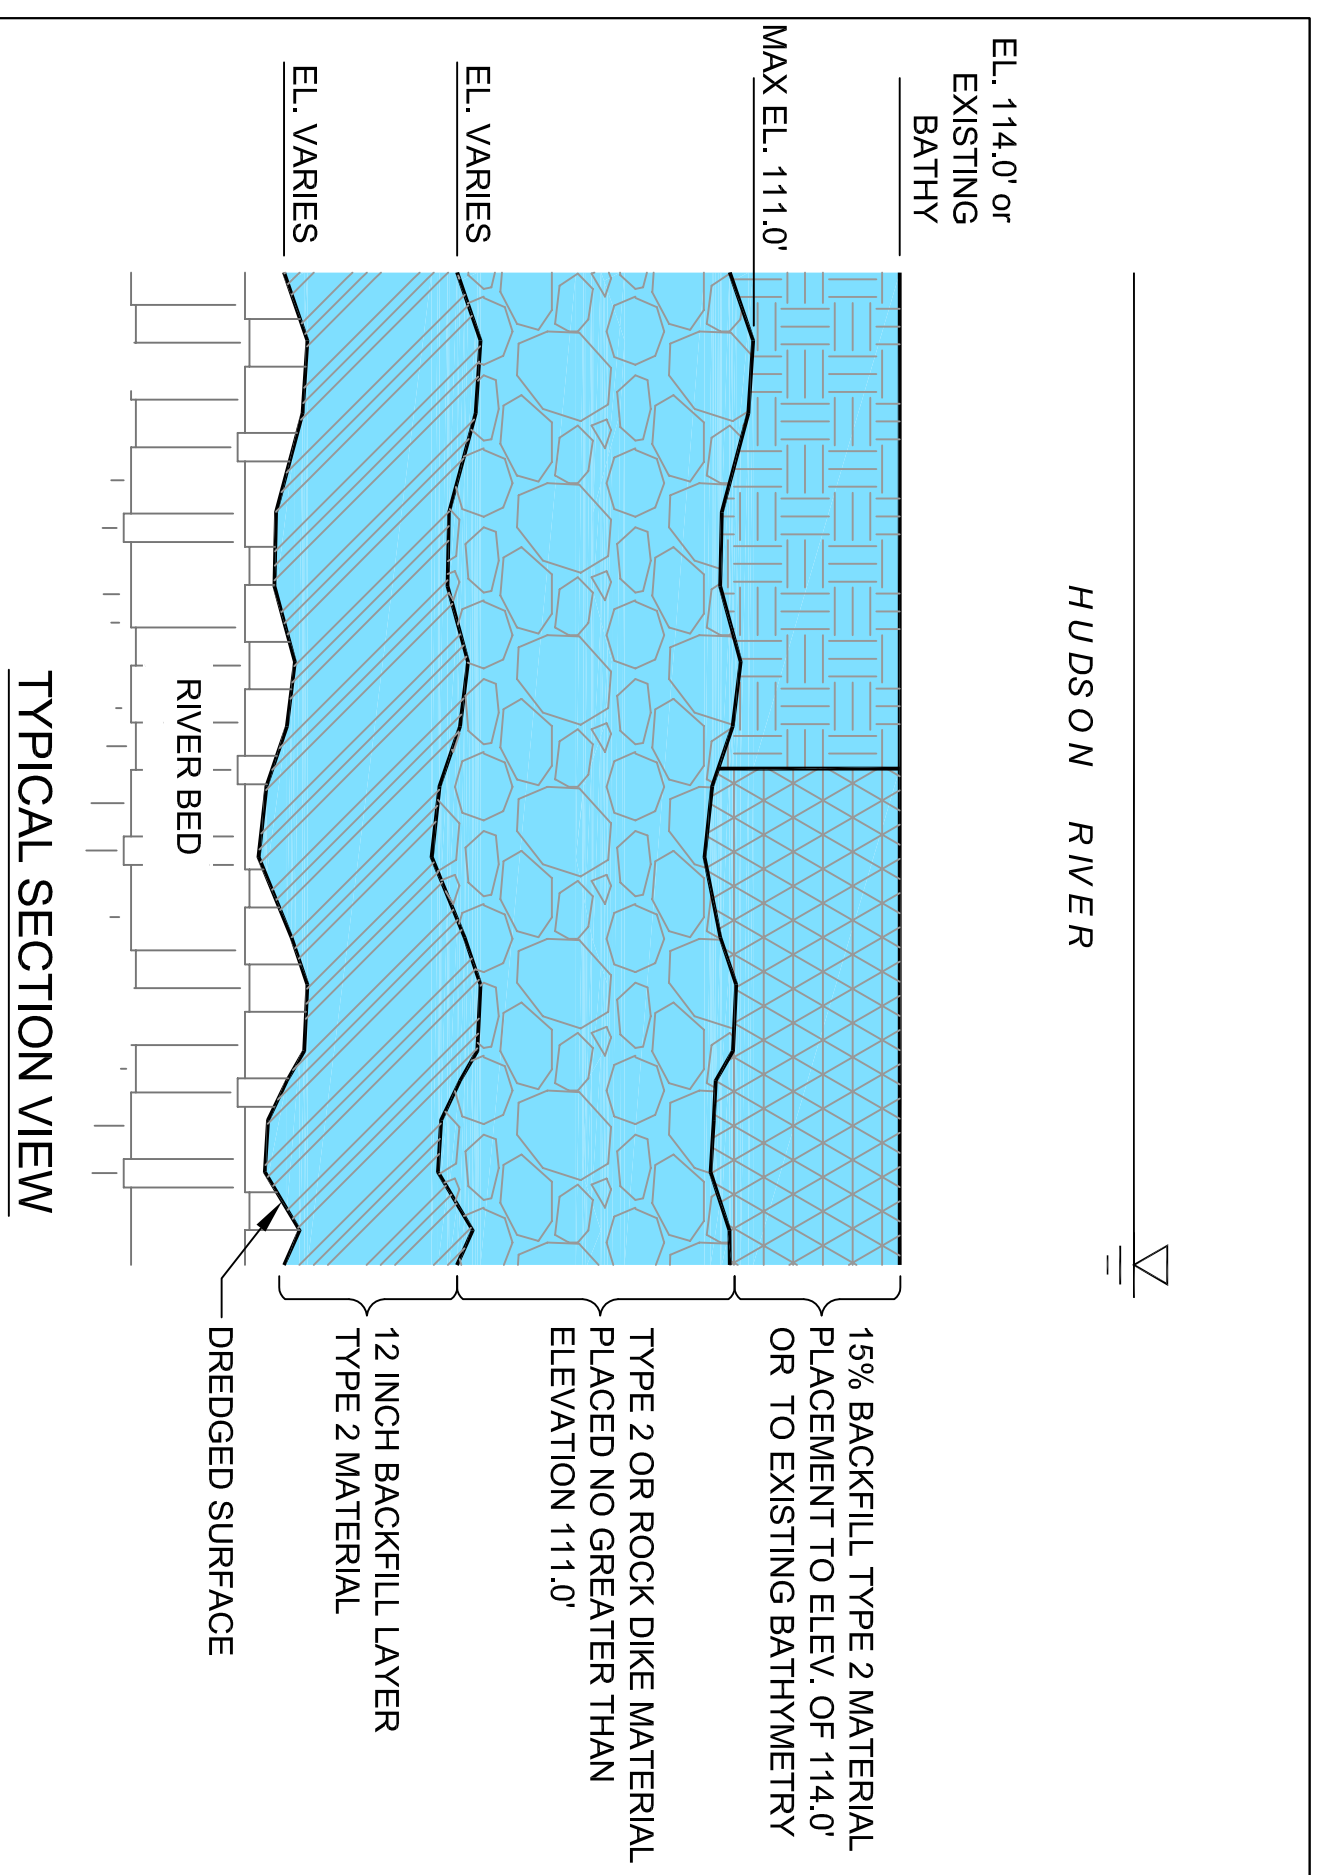 HUDSON RIVER
EL. 114.0' or
EXISTING
BATHY
MAX EL. 111.0'
EL. VARIES
EL. VARIES
15% BACKFILL TYPE 2 MATERIAL
PLACEMENT TO ELEV. OF 114.0'
OR TO EXISTING BATHYMETRY
TYPE 2 OR ROCK DIKE MATERIAL
PLACED NO GREATER THAN
ELEVATION 111.0'
12 INCH BACKFILL LAYER
TYPE 2 MATERIAL
DREDGED SURFACE
RIVER BED
TYPICAL SECTION VIEW